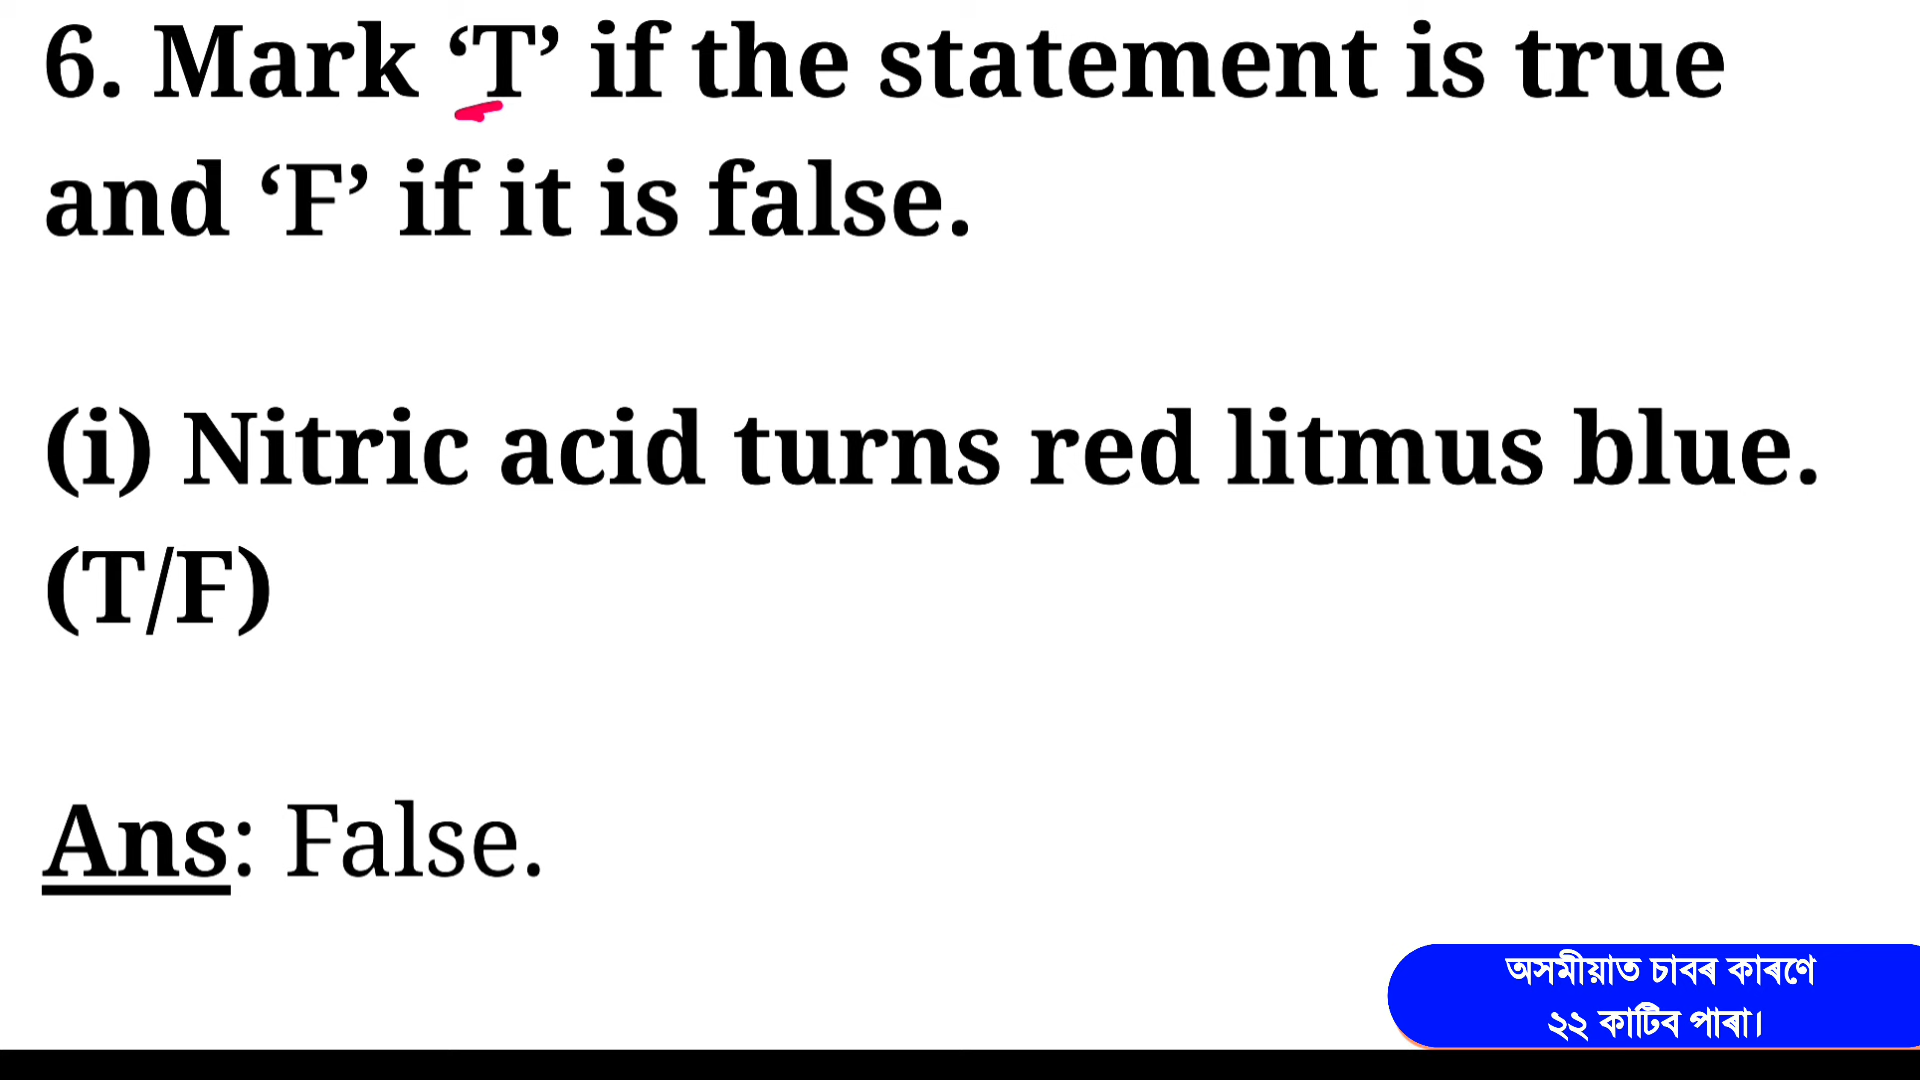 6. Mark ‘T’ if the statement is true
and ‘F’ if it is false.
(i) Nitric acid turns red litmus blue.
(T/F)
Ans: False.
অসমীয়াত চাবৰ কাৰণে
২২ কাটিব পাৰা।